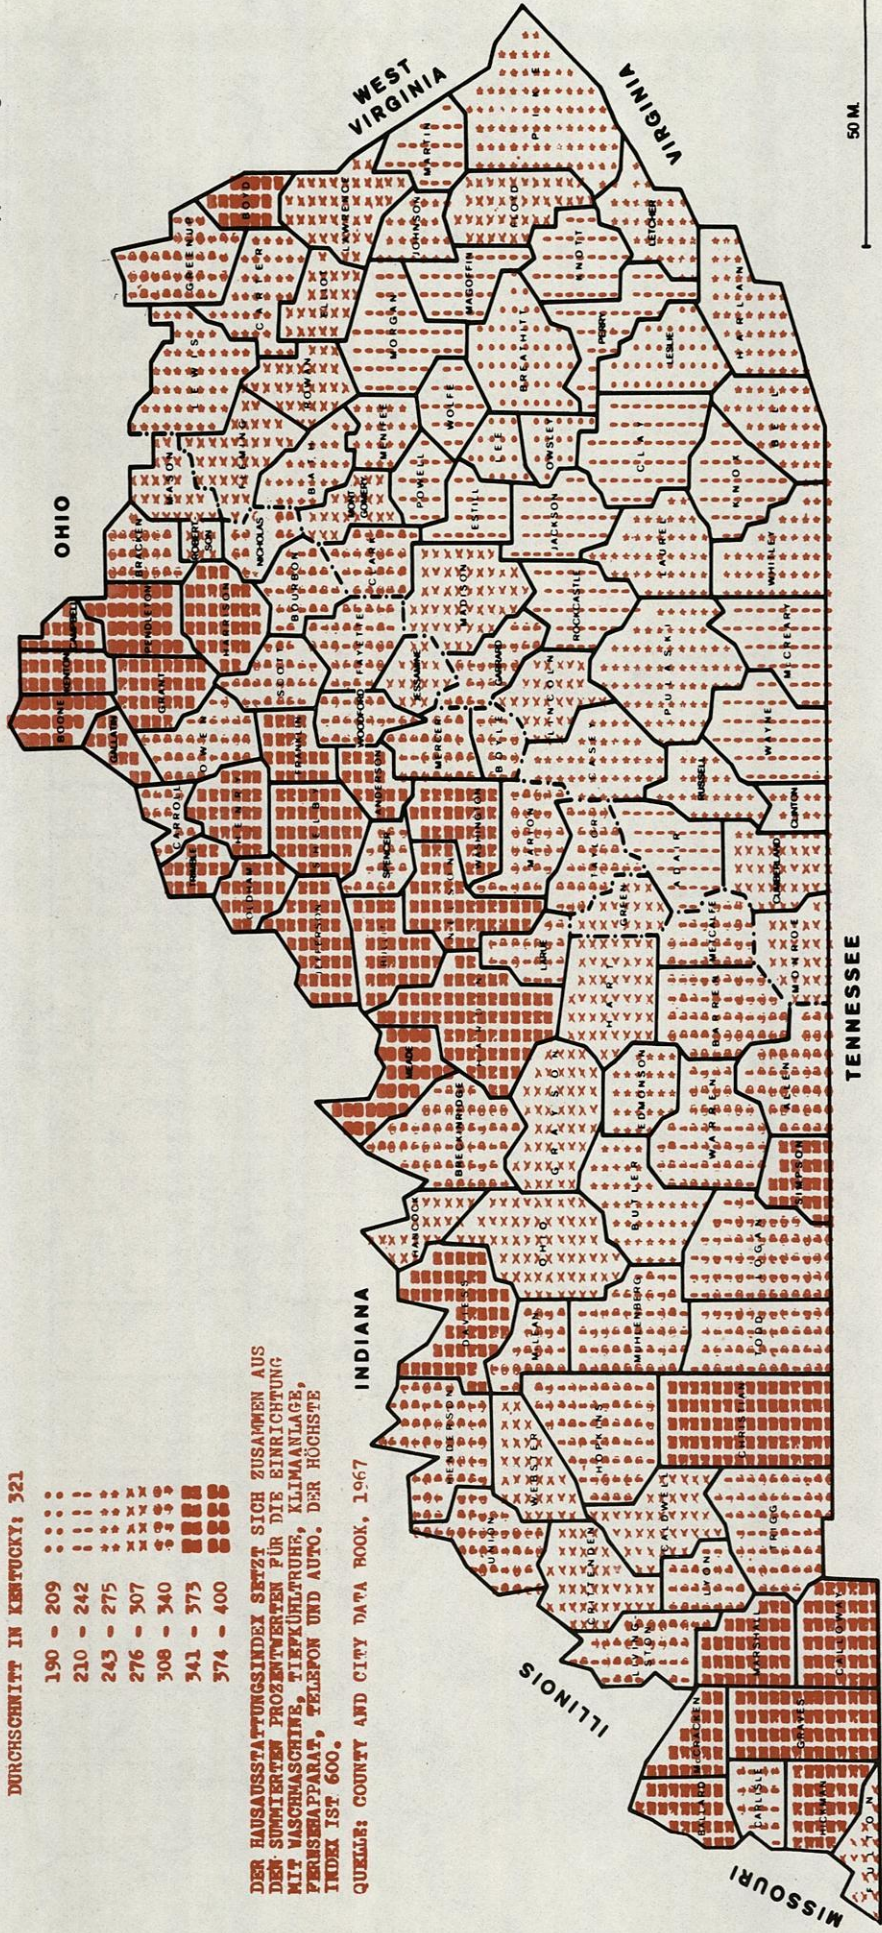 DURCHSCHNITT IN KENTUCKY: 321
190 - 209
210 - 242
243 - 275
276 - 307
308 - 340
341 - 373
374 - 400
DER HAUSAUSSTATTUNGSINDEX SETZT SICH ZUSAMMEN AUS
DEN SUMMIERTEN PROZENTWERTEN FÜR DIE EINRICHTUNG
MIT WASCHMASCHINE, TIEFKÜHLTRUHE, KLIMAANLAGE,
FERNSEHAPPARAT, TELEFON UND AUTO. DER HÖCHSTE
INDEX IST 600.
QUELLE: COUNTY AND CITY DATA BOOK, 1967
OHIO
WEST
VIRGINIA
VIRGINIA
INDIANA
ILLINOIS
MISSOURI
TENNESSEE
50 M.
BOONE
KENTON
CAMPBELL
GALLATIN
GRANT
PENDLETON
BRACKEN
MASON
LEWIS
GREENUP
BOYD
CARROLL
OWEN
HARRISON
ROBERT
SON
FLEMING
CARTER
TRIMBLE
HENRY
SCOTT
NICHOLAS
ROWAN
ELLIOT
LAWRENCE
OLDHAM
SHELBY
FRANKLIN
BOURBON
BATH
MORGAN
JOHNSON
MARTIN
JEFFERSON
SPENCER
ANDERSON
WOODFORD
FAYETTE
CLARK
MONT
GOMERY
MENIFEE
MAGOFFIN
FLOYD
PIKE
BULLITT
NELSON
WASHINGTON
MERCER
JESSAMINE
MADISON
POWELL
WOLFE
BREATHITT
KNOTT
MEADE
HARDIN
LARUE
MARION
BOYLE
GARRARD
ESTILL
LEE
OWSLEY
PERRY
LETCHER
BRECKINRIDGE
GRAYSON
HART
GREEN
TAYLOR
CASEY
LINCOLN
ROCKCASTLE
JACKSON
CLAY
LESLIE
HARLAN
HANCOCK
DAVIESS
OHIO
BUTLER
EDMONSON
BARREN
METCALFE
ADAIR
RUSSELL
PULASKI
LAUREL
KNOX
BELL
HENDERSON
MCLEAN
MUHLENBERG
WARREN
ALLEN
MONROE
CUMBERLAND
CLINTON
WAYNE
MCCREARY
WHITLEY
UNION
WEBSTER
HOPKINS
CHRISTIAN
TODD
LOGAN
SIMPSON
CRITTENDEN
CALDWELL
LYON
TRIGG
LIVING-
STON
MARSHALL
CALLOWAY
MCCRACKEN
GRAVES
BALLARD
CARLISLE
HICKMAN
FULTON